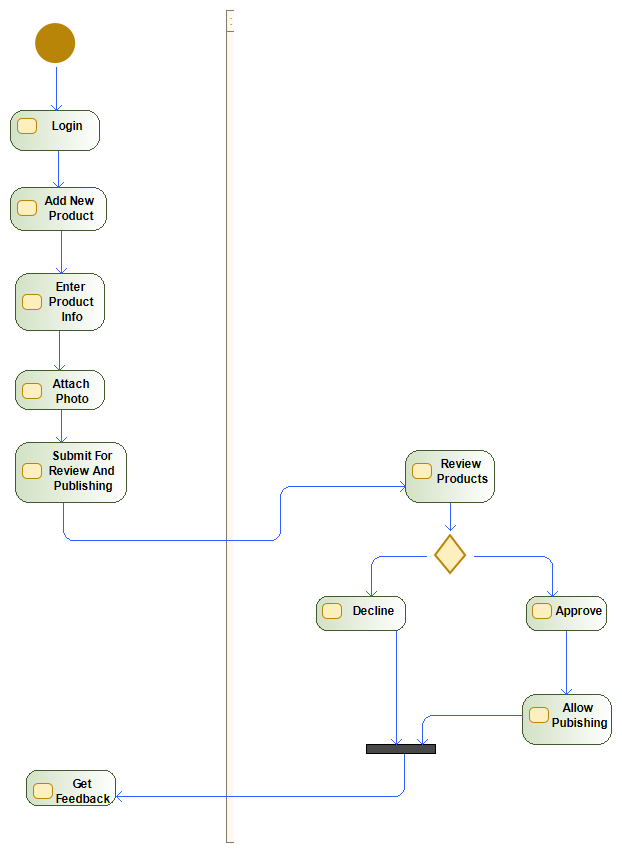 Login
Add New
Product
Enter
Product
Info
Attach
Photo
Submit For
Review And
Publishing
Review
Products
Decline
Approve
Allow
Pubishing
Get
Feedback